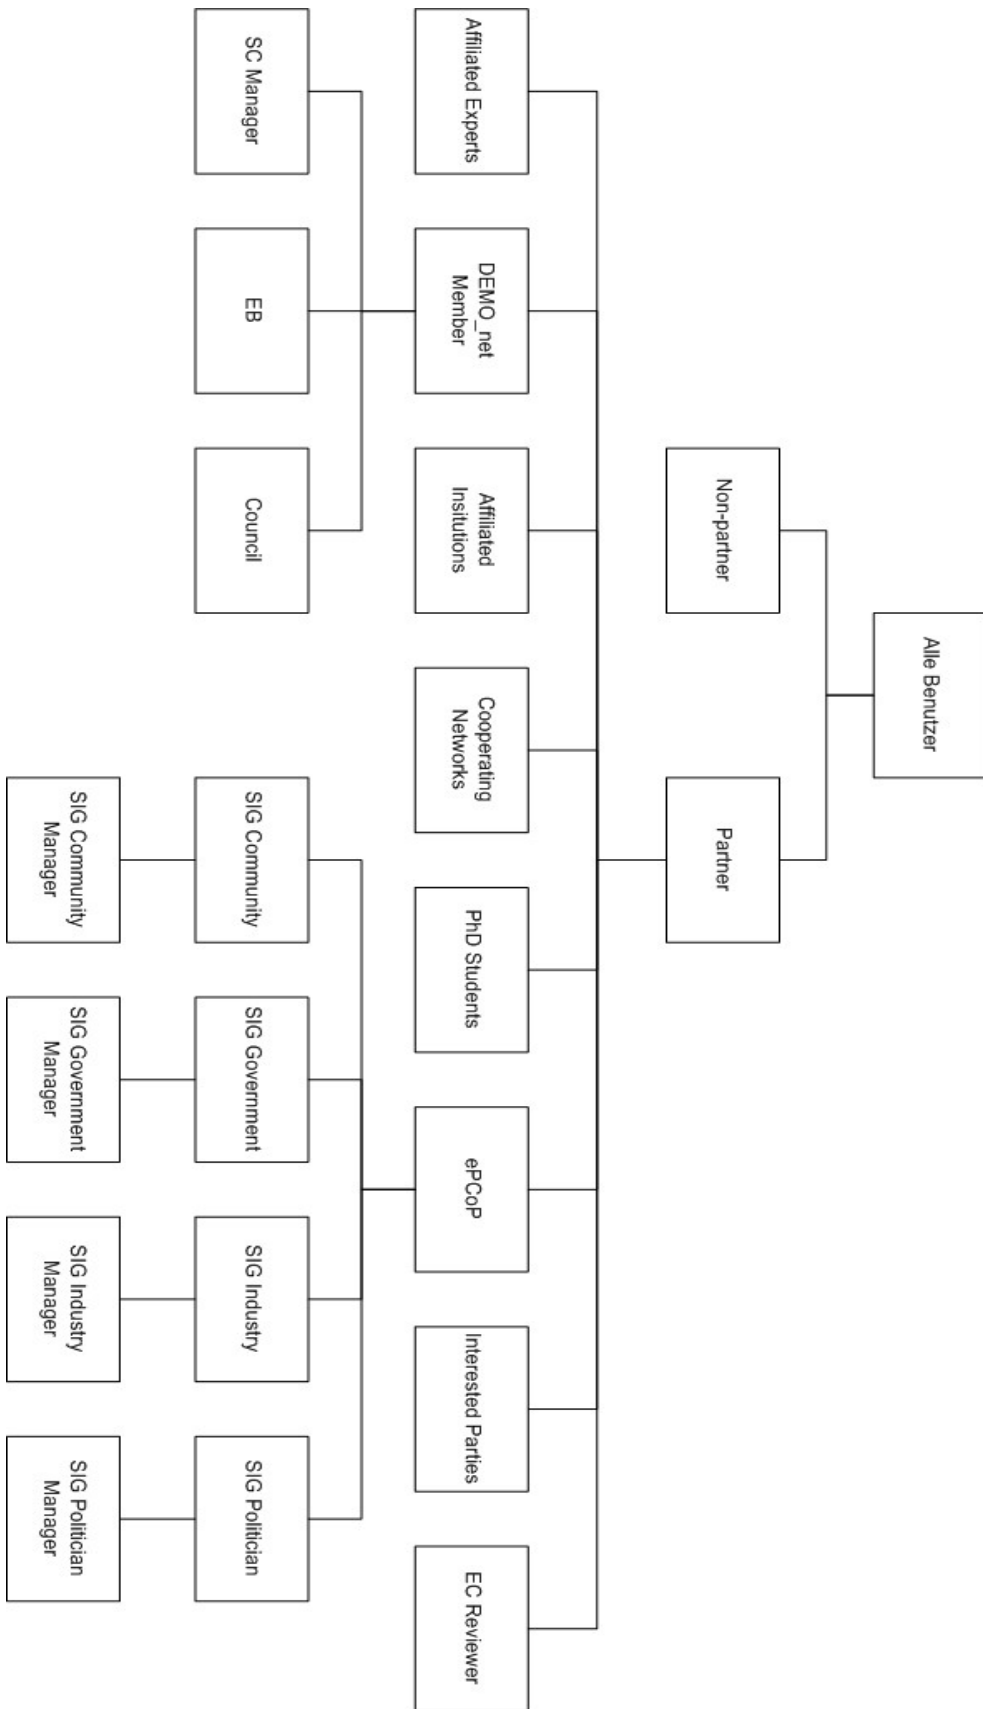 Alle Benutzer
Non-partner
Partner
Affiliated Experts
DEMO_net
Member
Affiliated
Insitutions
Cooperating
Networks
PhD Students
ePCoP
Interested Parties
EC Reviewer
SC Manager
EB
Council
SIG Community
SIG Government
SIG Industry
SIG Politician
SIG Community
Manager
SIG Government
Manager
SIG Industry
Manager
SIG Politician
Manager